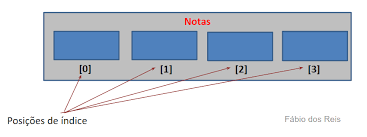 Notas
[0] [1] [2] [3]
Posições de índice
Fábio dos Reis